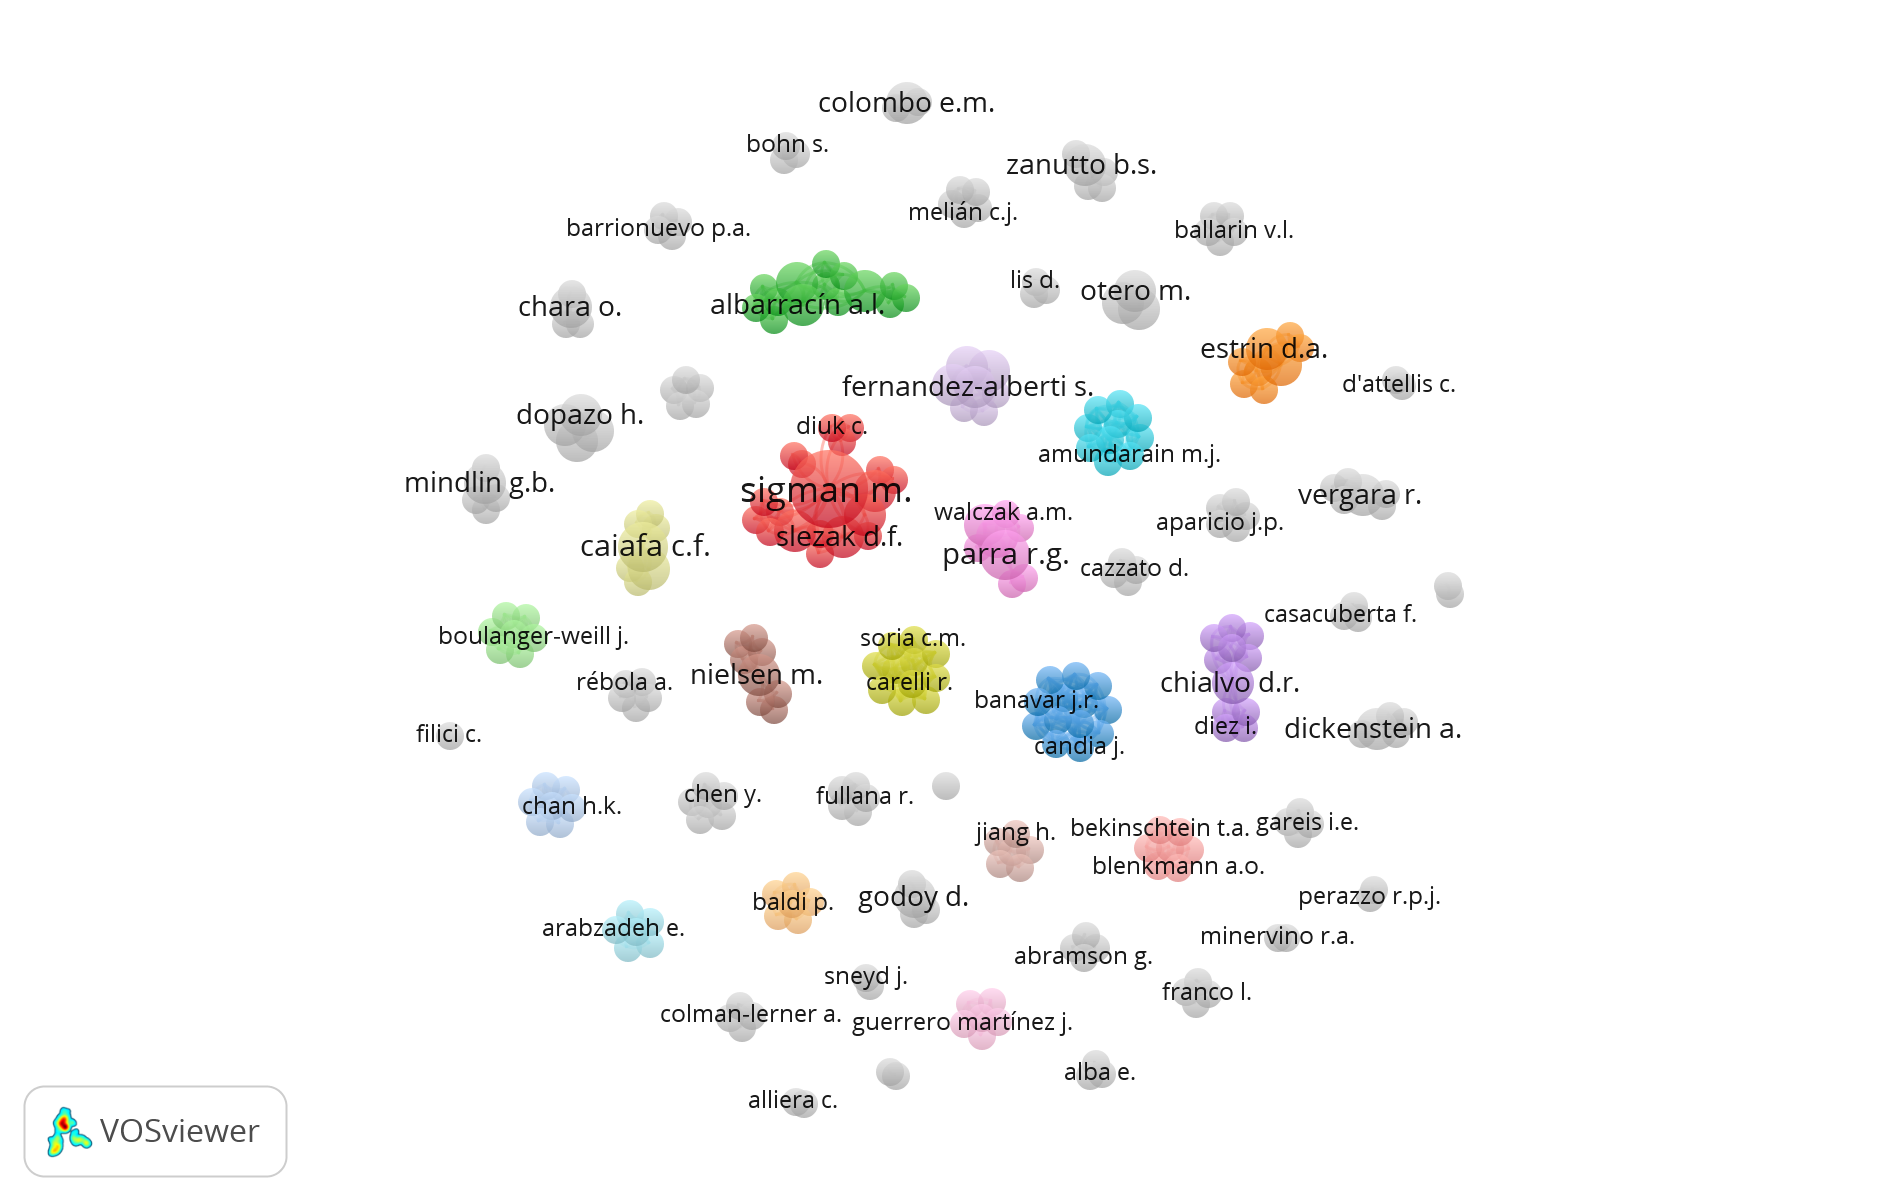 colombo e.m.
bohn s.
zanutto b.s.
melián c.j.
barrionuevo p.a.
ballarin v.l.
lis d.
otero m.
albarracín a.l.
chara o.
estrin d.a.
fernandez-alberti s.
d'attellis c.
dopazo h.
diuk c.
amundarain m.j.
mindlin g.b.
sigman m.
vergara r.
walczak a.m.
aparicio j.p.
slezak d.f.
caiafa c.f.
parra r.g.
cazzato d.
casacuberta f.
boulanger-weill j.
soria c.m.
rébola a.
nielsen m.
carelli r.
chialvo d.r.
banavar j.r.
diez i.
dickenstein a.
filici c.
candia j.
chan h.k.
chen y.
fullana r.
jiang h.
bekinschtein t.a.
gareis i.e.
blenkmann a.o.
baldi p.
godoy d.
perazzo r.p.j.
arabzadeh e.
minervino r.a.
abramson g.
sneyd j.
franco l.
colman-lerner a.
guerrero martínez j.
alba e.
alliera c.
VOSviewer